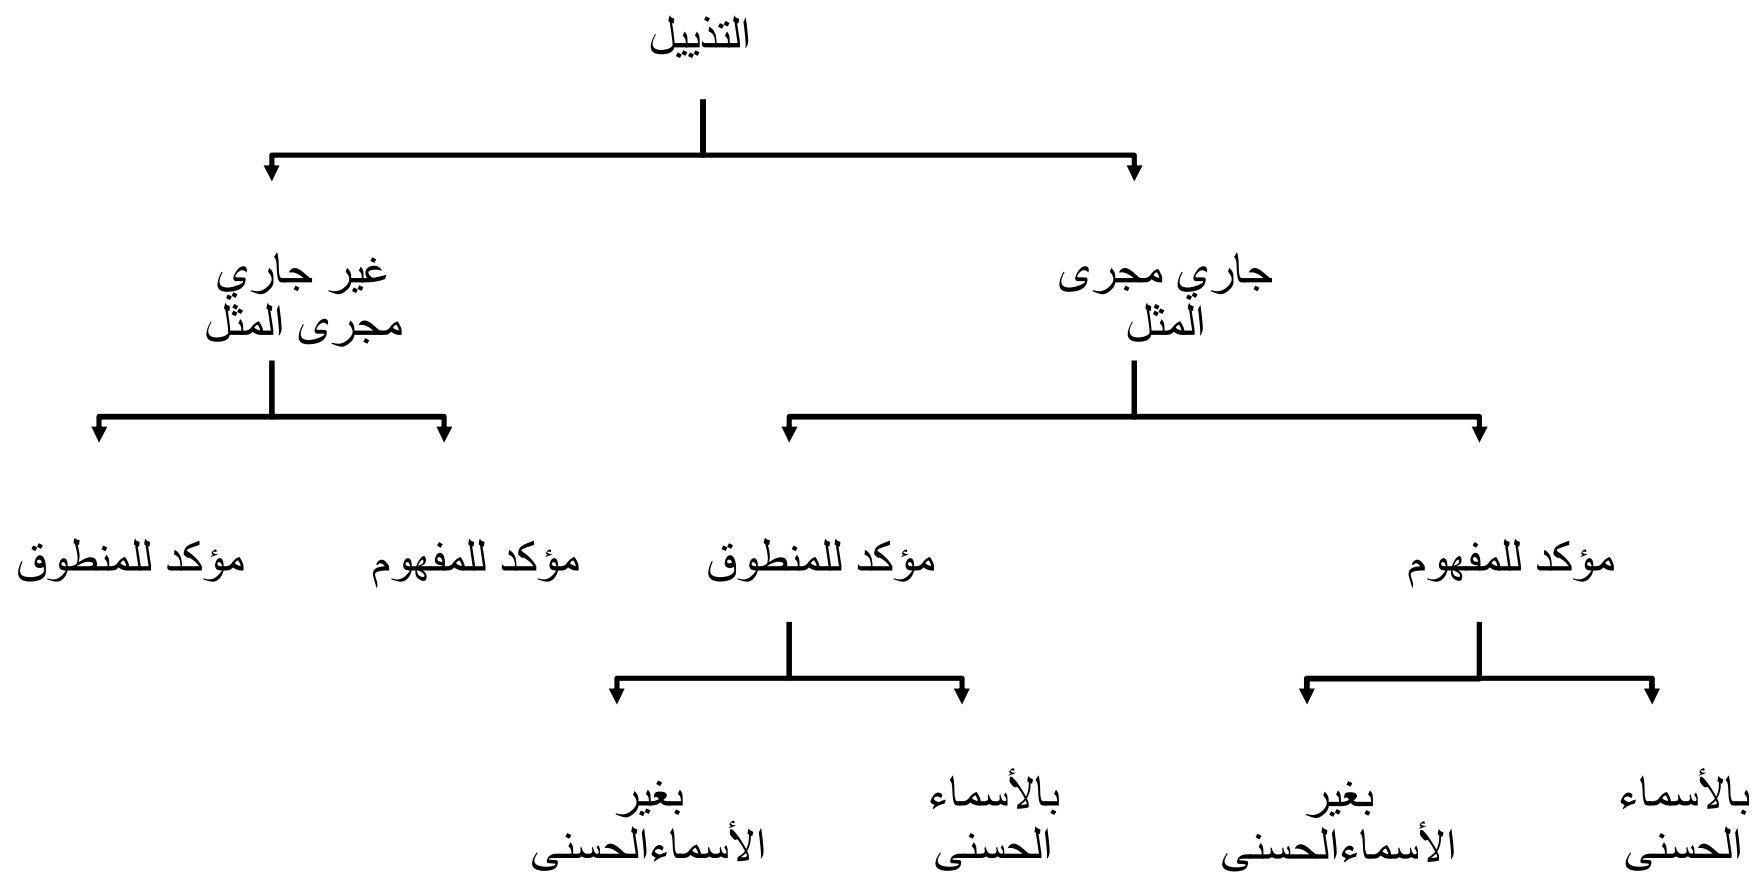 التذييل
جاري مجرى
المثل
غير جاري
مجرى المثل
مؤكد للمفهوم
مؤكد للمنطوق
مؤكد للمفهوم
مؤكد للمنطوق
بالأسماء
الحسنى
بغير
الأسماءالحسنى
بالأسماء
الحسنى
بغير
الأسماءالحسنى